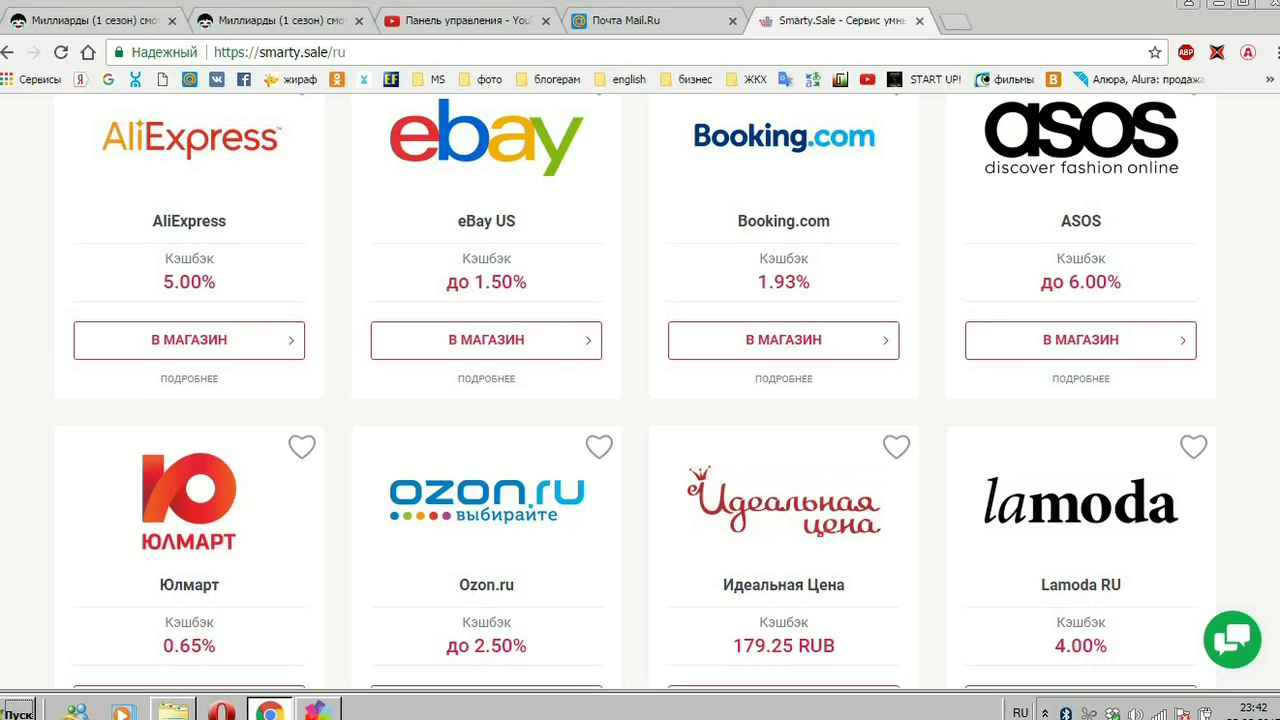 Миллиарды (1 сезон) смо
Миллиарды (1 сезон) смо
Панель управления - You
Почта Mail.Ru
Smarty.Sale - Сервис умн
Надежный
https://smarty.sale/ru
ABP
Сервисы
жираф
EF
MS
фото
блогерам
english
бизнес
ЖКХ
START UP!
фильмы
Алюра, Alura: продажа
AliExpress
ebay
Booking.com
asos
discover fashion online
AliExpress
eBay US
Booking.com
ASOS
Кэшбэк
Кэшбэк
Кэшбэк
Кэшбэк
5.00%
до 1.50%
1.93%
до 6.00%
В МАГАЗИН
В МАГАЗИН
В МАГАЗИН
В МАГАЗИН
ПОДРОБНЕЕ
ПОДРОБНЕЕ
ПОДРОБНЕЕ
ПОДРОБНЕЕ
ЮЛМАРТ
OZON.RU
выбирайте
Идеальная
цена
lamoda
Юлмарт
Ozon.ru
Идеальная Цена
Lamoda RU
Кэшбэк
Кэшбэк
Кэшбэк
Кэшбэк
0.65%
до 2.50%
179.25 RUB
4.00%
Пуск
RU
23:42